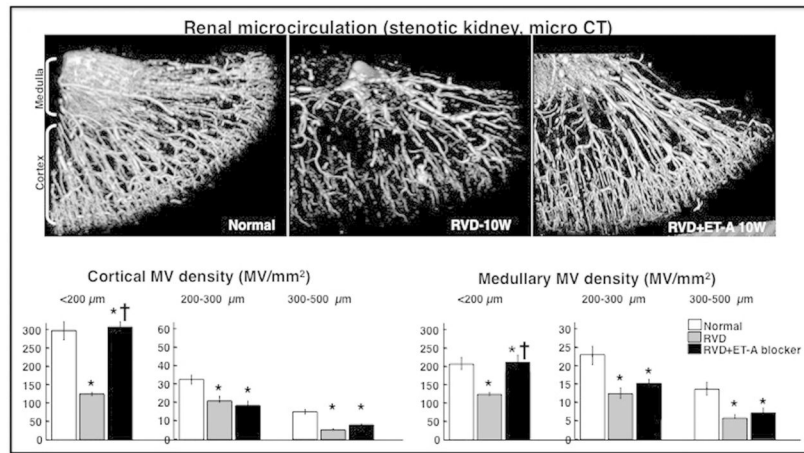 Renal microcirculation (stenotic kidney, micro CT)
Medulla
Cortex
Normal
RVD-10W
RVD+ET-A 10W
Cortical MV density (MV/mm²)
<200 µm
200-300 µm
300-500 µm
* †
*
* *
* *
300
250
200
150
100
50
0
60
40
20
0
Medullary MV density (MV/mm²)
<200 µm
200-300 µm
300-500 µm
Normal
RVD
RVD+ET-A blocker
* †
*
* *
* *
300
250
200
150
100
50
0
30
25
20
15
10
5
0